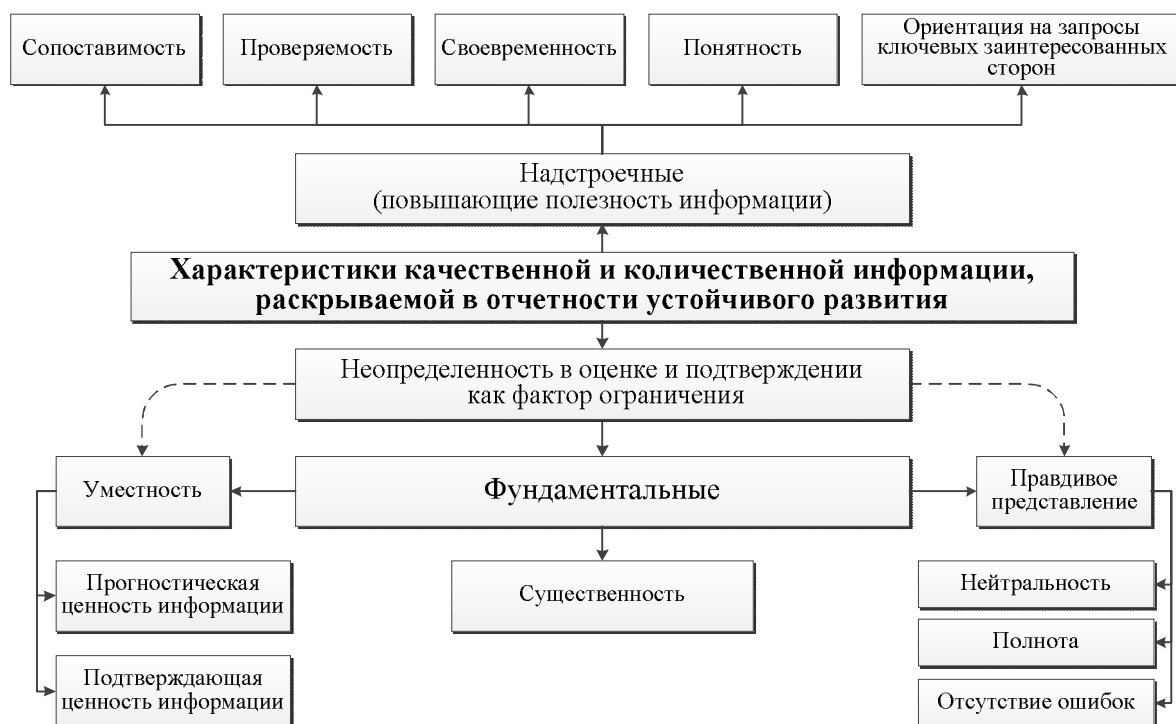 Сопоставимость
Проверяемость
Своевременность
Понятность
Ориентация на запросы
ключевых заинтересованных
сторон
Надстроечные
(повышающие полезность информации)
Характеристики качественной и количественной информации,
раскрываемой в отчетности устойчивого развития
Неопределенность в оценке и подтверждении
как фактор ограничения
Уместность
Фундаментальные
Правдивое
представление
Прогностическая
ценность информации
Существенность
Нейтральность
Полнота
Подтверждающая
ценность информации
Отсутствие ошибок